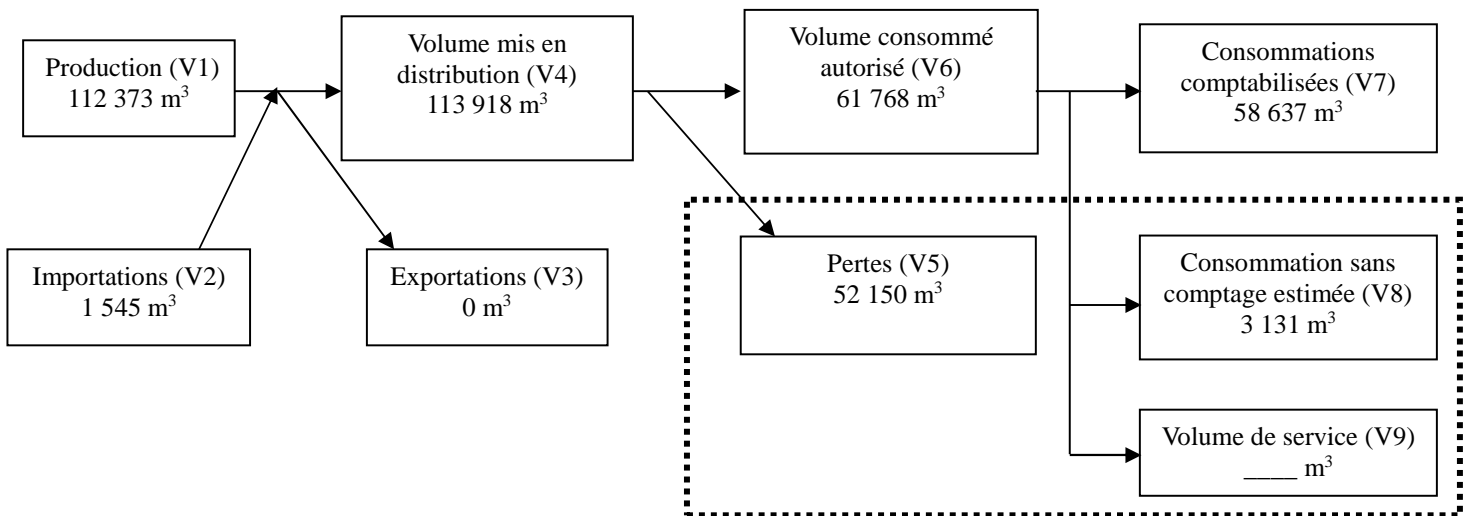 Production (V1)
112 373 m³
Volume mis en
distribution (V4)
113 918 m³
Volume consommé
autorisé (V6)
61 768 m³
Consommations
comptabilisées (V7)
58 637 m³
Importations (V2)
1 545 m³
Exportations (V3)
0 m³
Pertes (V5)
52 150 m³
Consommation sans
comptage estimée (V8)
3 131 m³
Volume de service (V9)
____ m³